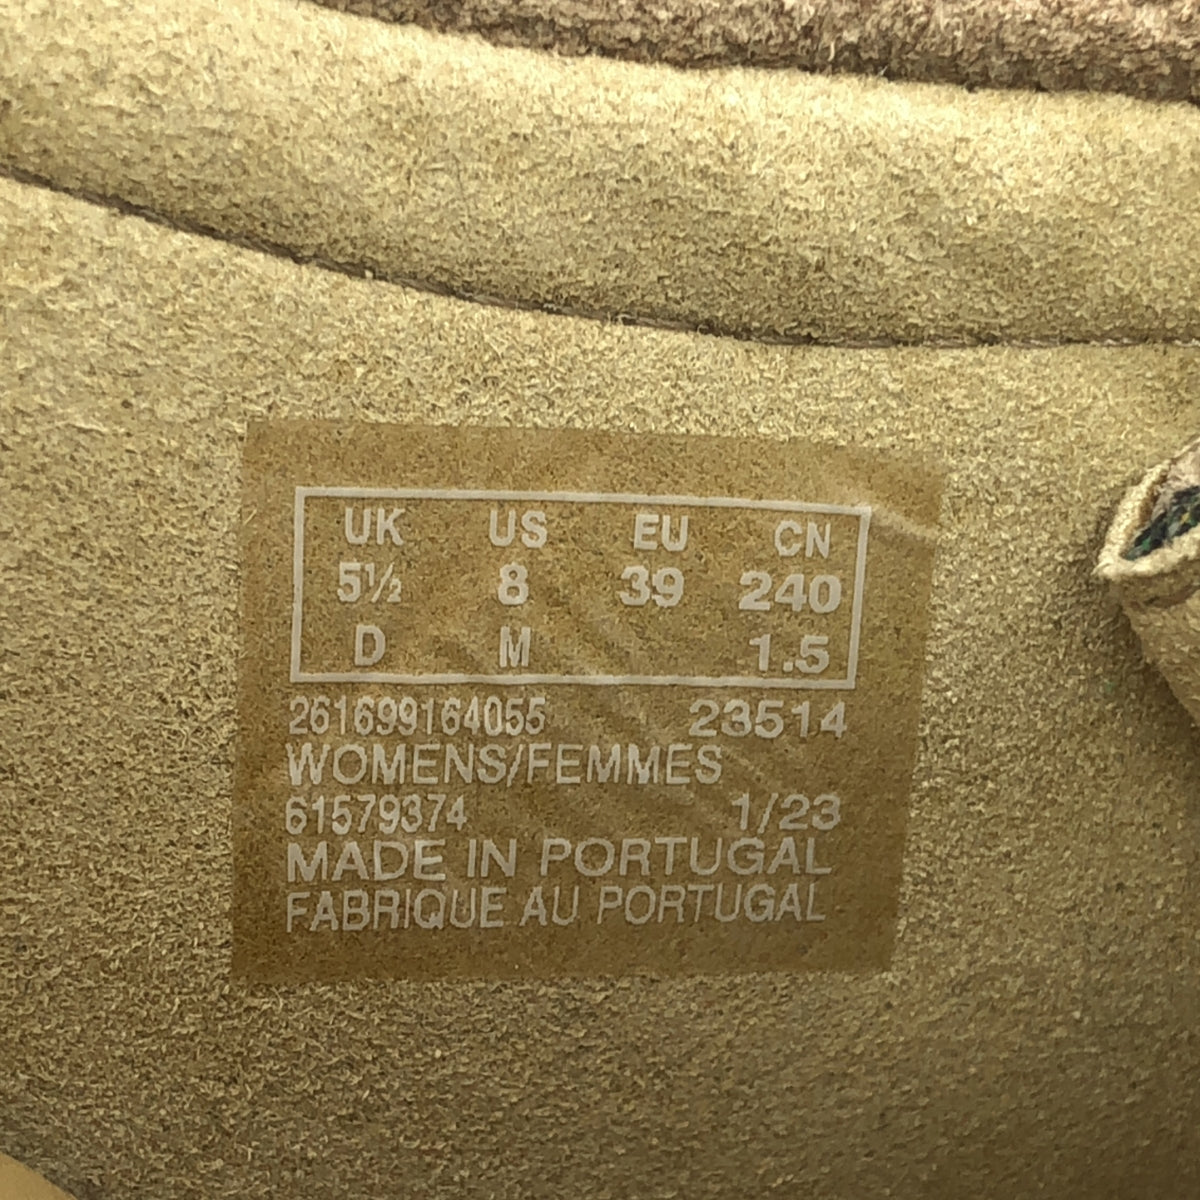 UK US EU CN
5½ 8 39 240
D M 1.5
261699164055 23514
WOMENS/FEMMES
61579374 1/23
MADE IN PORTUGAL
FABRIQUE AU PORTUGAL